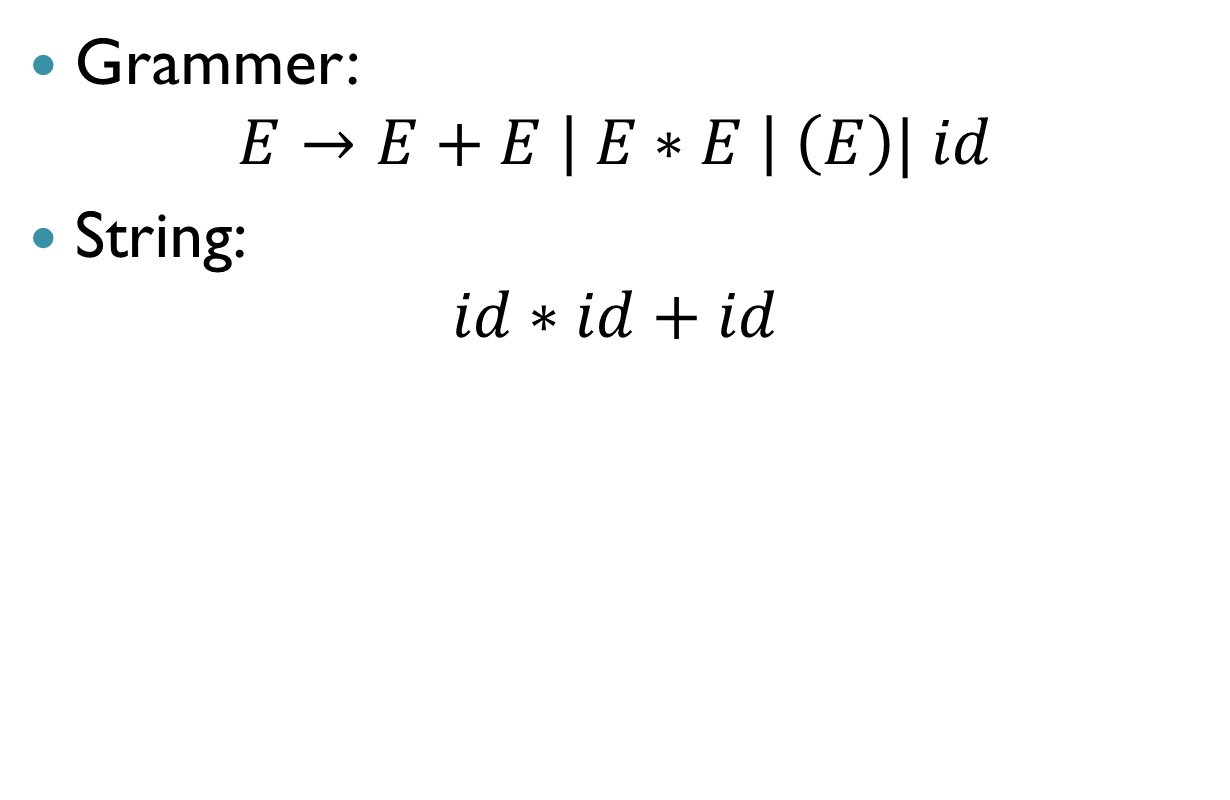 • Grammer:
E → E + E | E ∗ E | (E)| id
• String:
id ∗ id + id